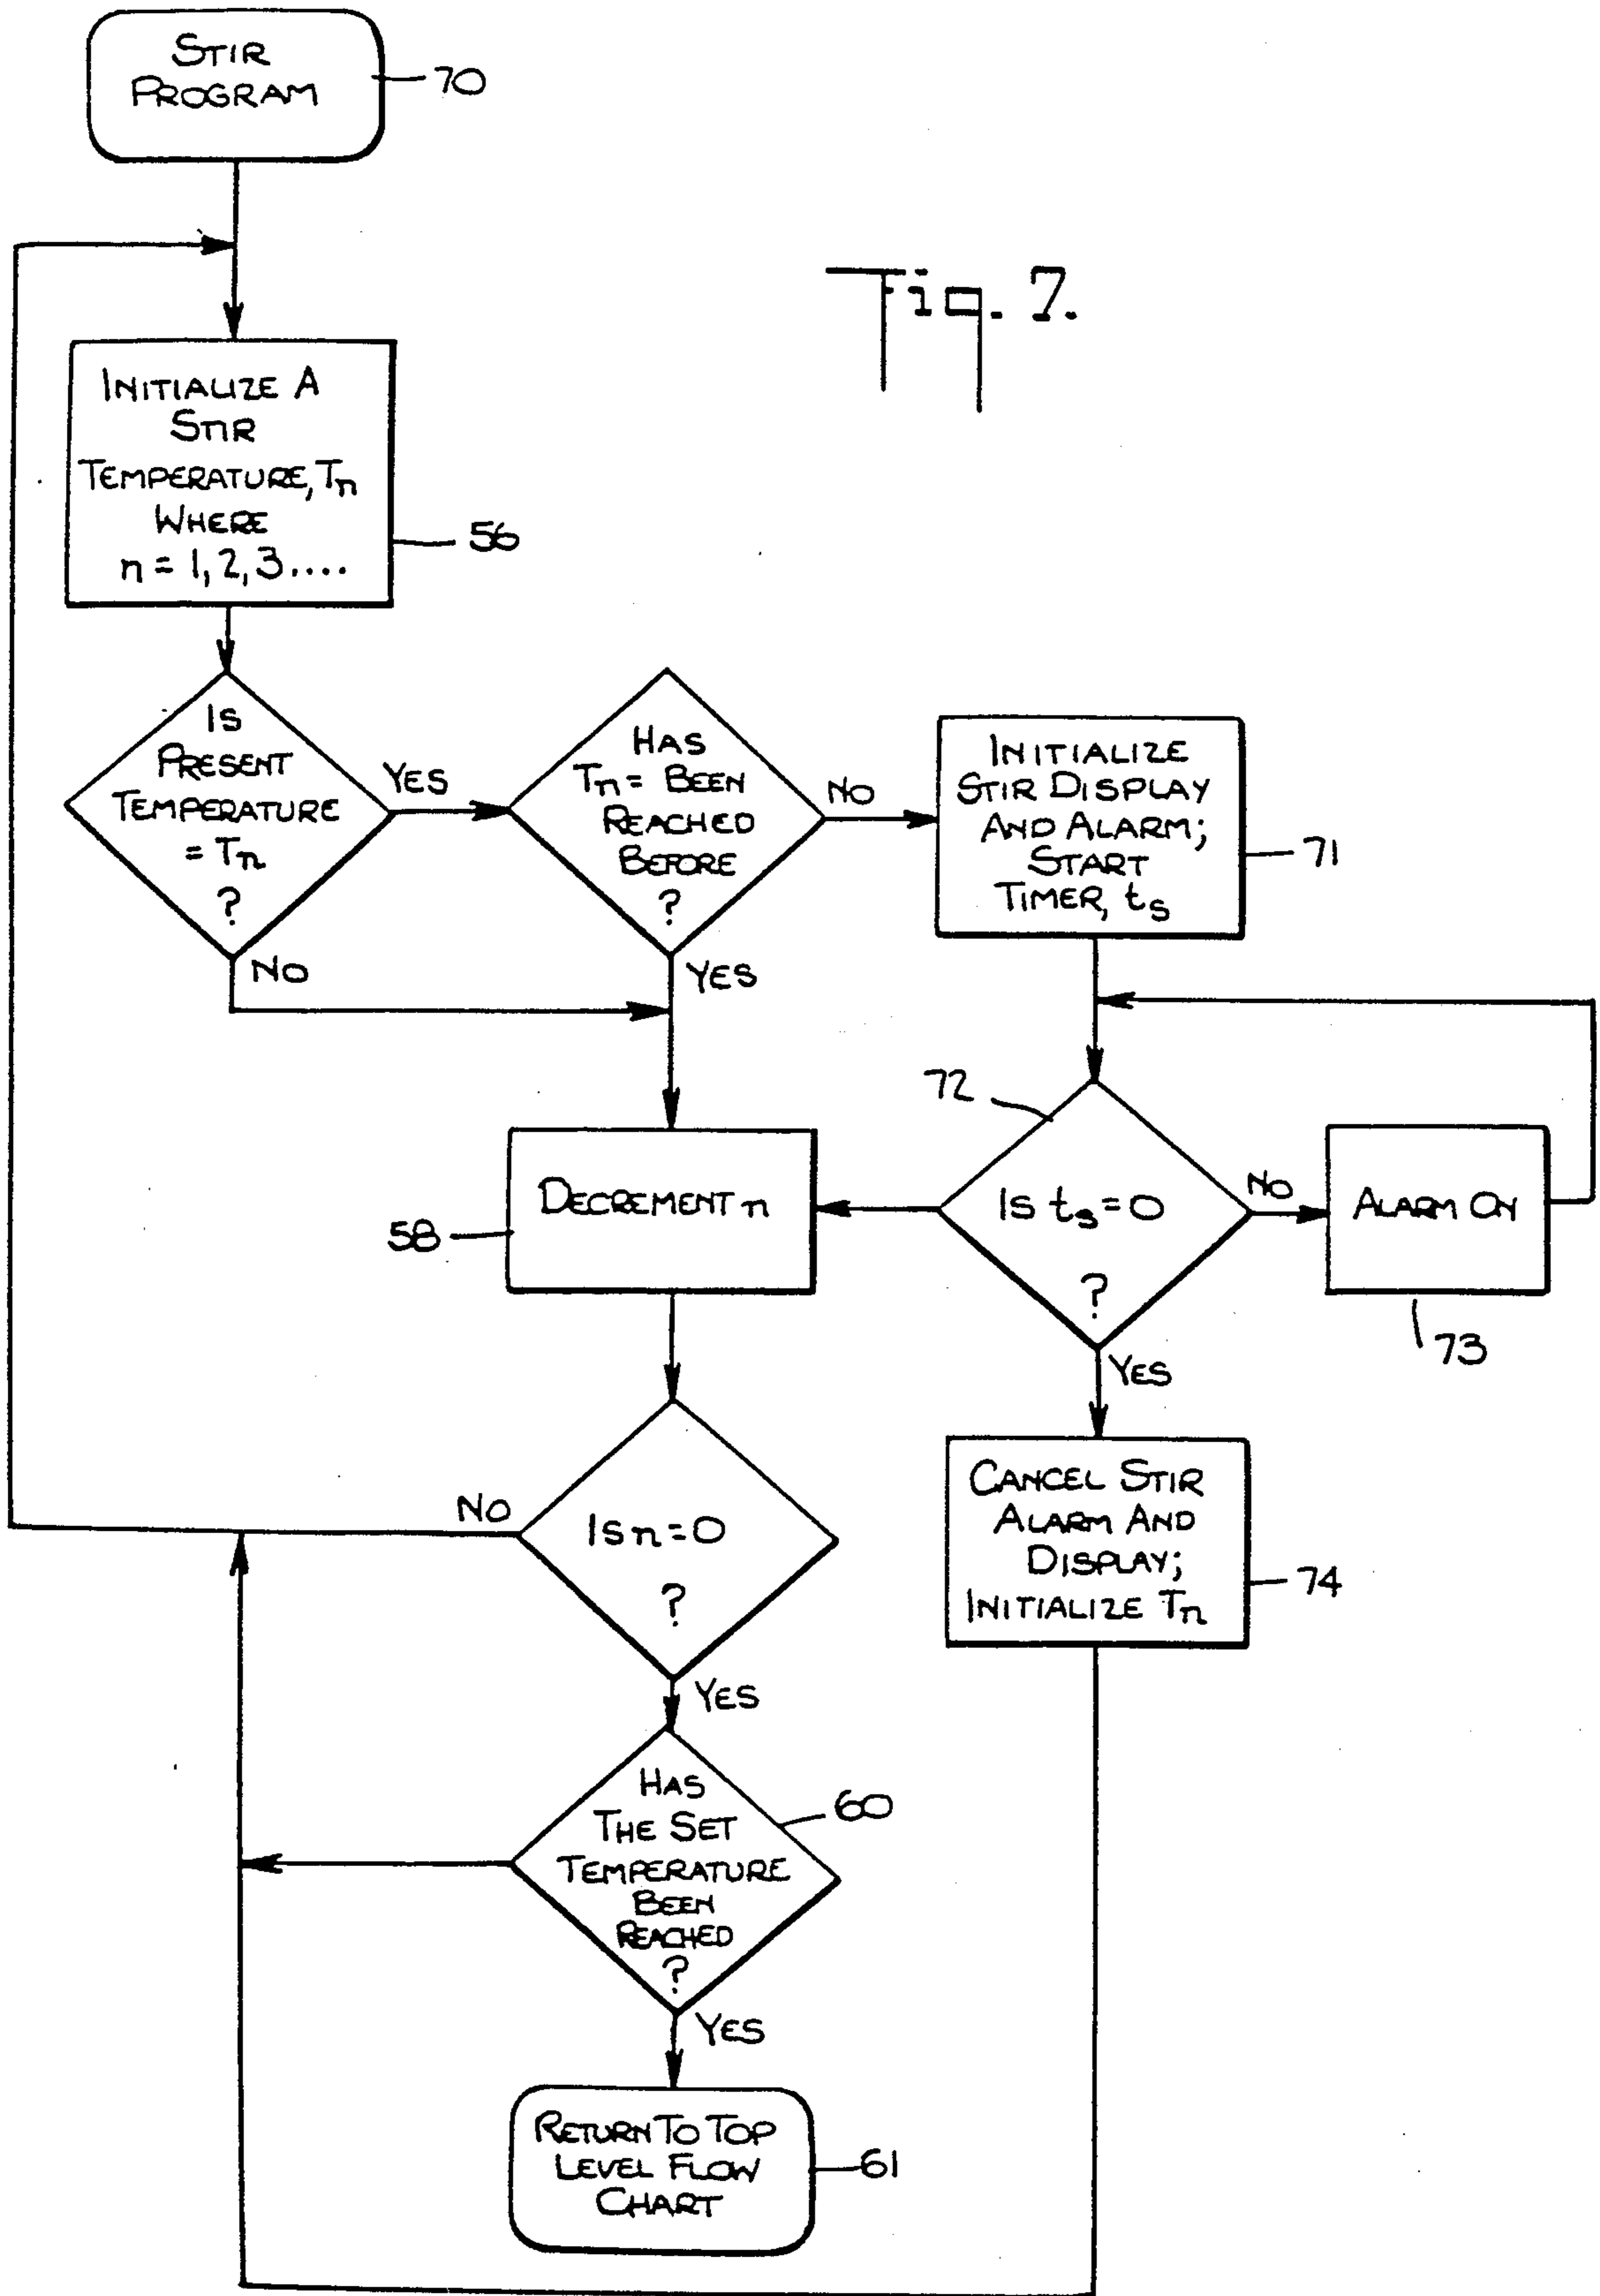 STIR
PROGRAM
70
Fig. 7.
INITIALIZE A
STIR
TEMPERATURE, Tn
WHERE
n = 1, 2, 3....
56
IS
PRESENT
TEMPERATURE
= Tn
?
YES
NO
HAS
Tn = BEEN
REACHED
BEFORE
?
NO
YES
INITIALIZE
STIR DISPLAY
AND ALARM;
START
TIMER, ts
71
72
IS ts = 0
?
NO
YES
ALARM ON
73
DECREMENT n
58
CANCEL STIR
ALARM AND
DISPLAY;
INITIALIZE Tn
74
IS n = 0
?
NO
YES
HAS
THE SET
TEMPERATURE
BEEN
REACHED
?
60
YES
RETURN TO TOP
LEVEL FLOW
CHART
61